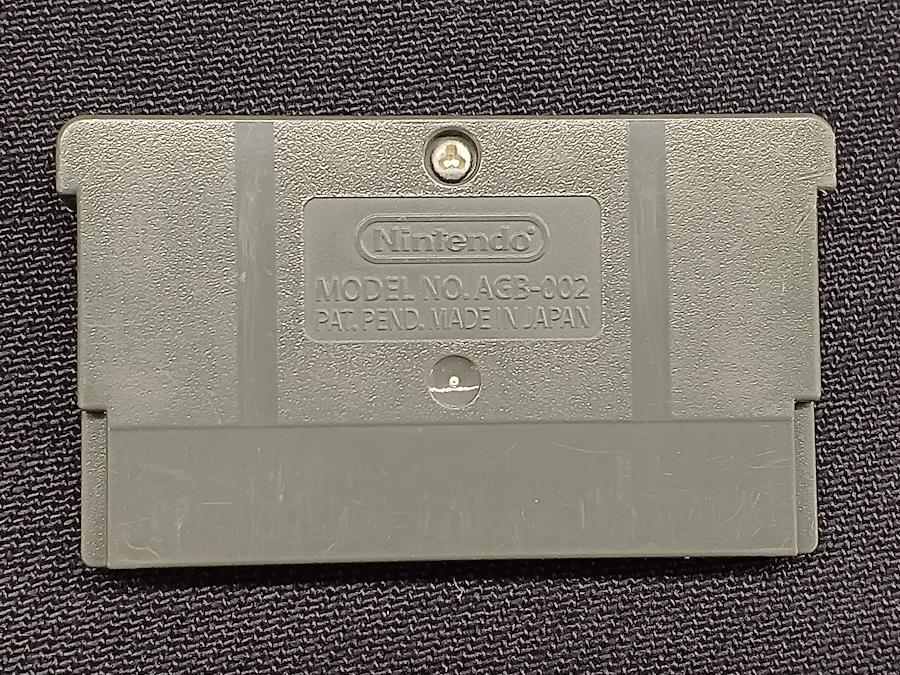 Nintendo
MODEL NO. AGB-002
PAT. PEND. MADE IN JAPAN